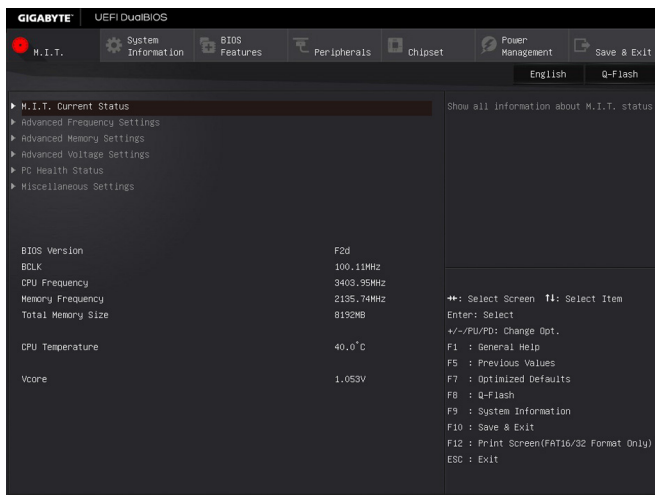 GIGABYTE™ UEFI DualBIOS
M.I.T. System Information BIOS Features Peripherals Chipset Power Management Save & Exit
English Q-Flash
M.I.T. Current Status
Advanced Frequency Settings
Advanced Memory Settings
Advanced Voltage Settings
PC Health Status
Miscellaneous Settings
Show all information about M.I.T. status
BIOS Version F2d
BCLK 100.11MHz
CPU Frequency 3403.95MHz
Memory Frequency 2135.74MHz
Total Memory Size 8192MB
CPU Temperature 40.0°C
Vcore 1.053V
→←: Select Screen ↑↓: Select Item
Enter: Select
+/-/PU/PD: Change Opt.
F1 : General Help
F5 : Previous Values
F7 : Optimized Defaults
F8 : Q-Flash
F9 : System Information
F10 : Save & Exit
F12 : Print Screen(FAT16/32 Format Only)
ESC : Exit